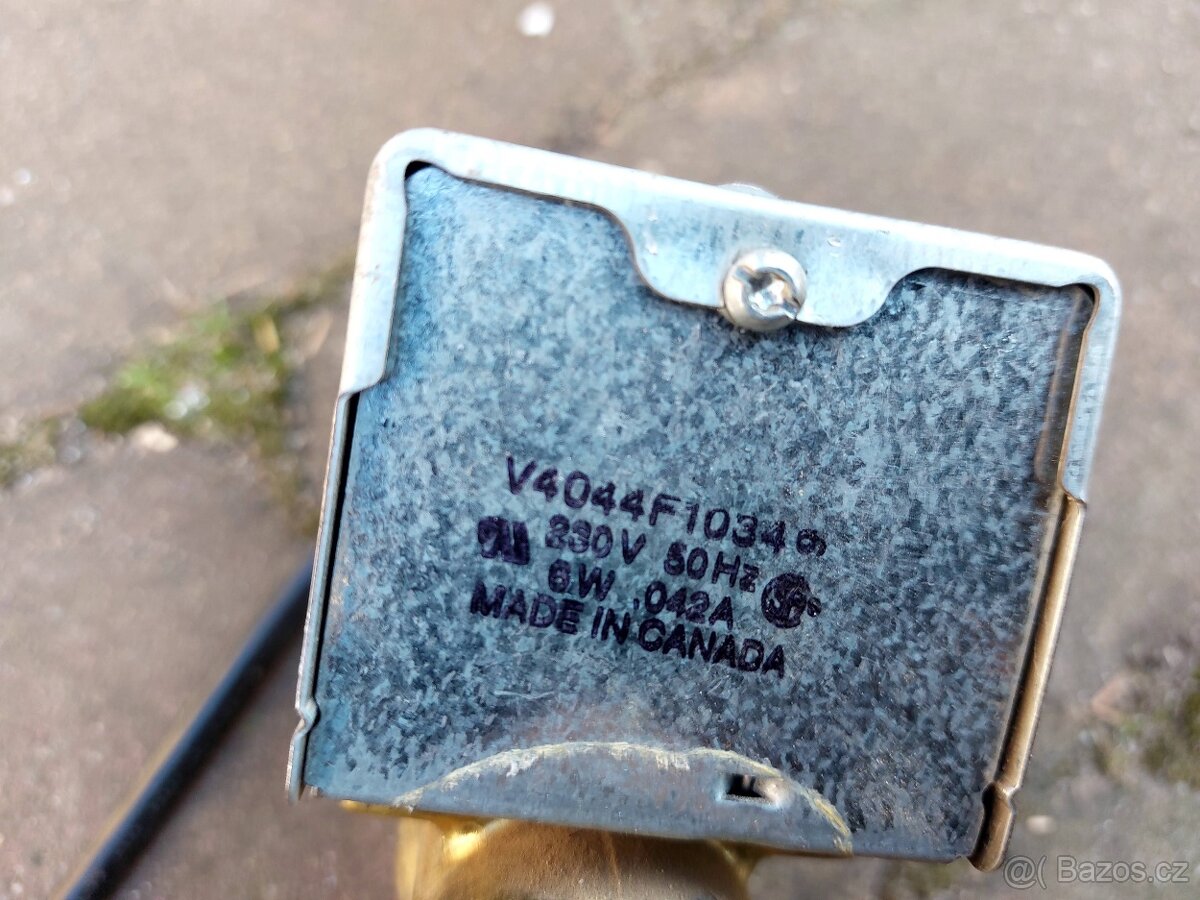 V4044F1034
230V 50Hz
6W .042A
MADE IN CANADA
@( Bazos.cz